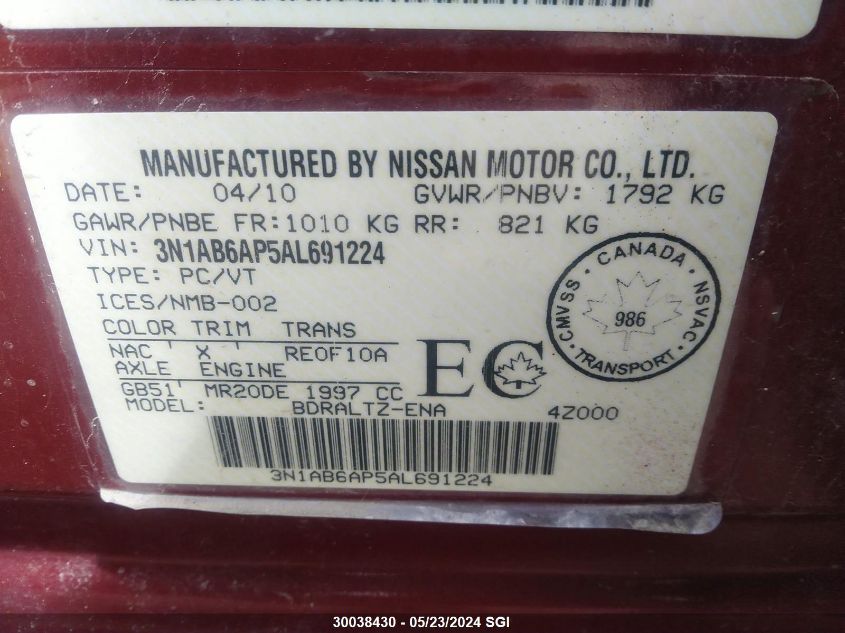 MANUFACTURED BY NISSAN MOTOR CO., LTD.
DATE: 04/10 GVWR/PNBV: 1792 KG
GAWR/PNBE FR:1010 KG RR: 821 KG
VIN: 3N1AB6AP5AL691224
TYPE: PC/VT
ICES/NMB-002
COLOR TRIM TRANS
NAC ' X ' RE0F10A
AXLE ENGINE
GB51' MR20DE 1997 CC
MODEL: BDRALTZ-ENA 4Z000
EC
CANADA
CMVSS · NSVAC
986
TRANSPORT
3N1AB6AP5AL691224
30038430 - 05/23/2024 SGI